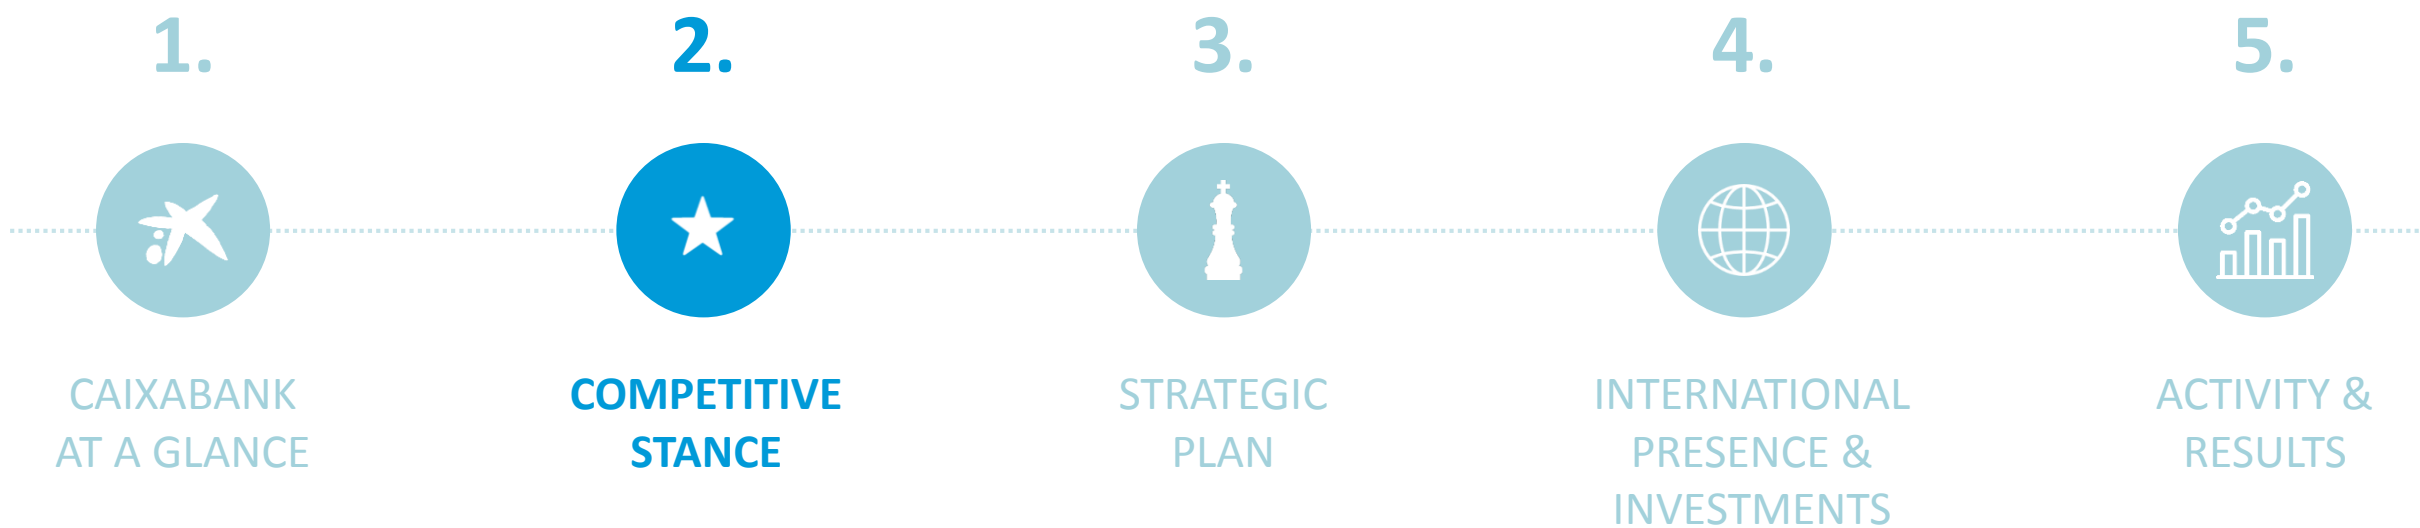 1.
2.
3.
4.
5.
CAIXABANK
AT A GLANCE
COMPETITIVE
STANCE
STRATEGIC
PLAN
INTERNATIONAL
PRESENCE &
INVESTMENTS
ACTIVITY &
RESULTS